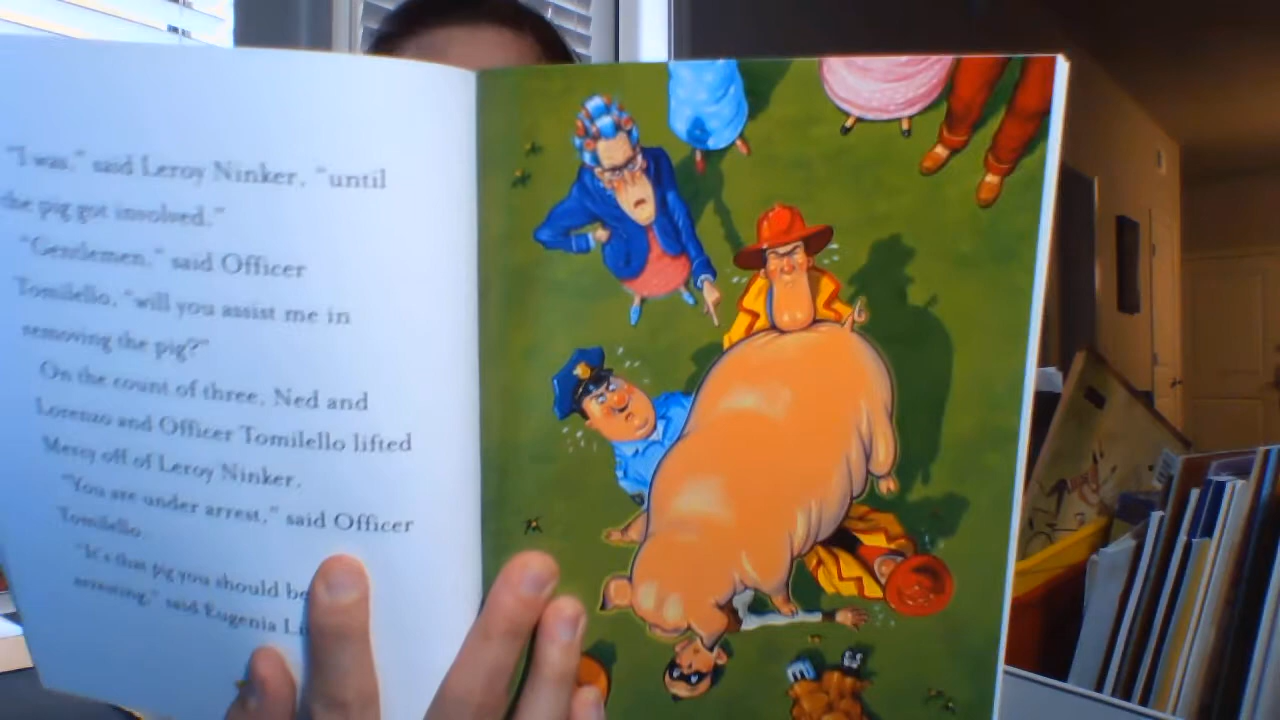 "I was," said Leroy Ninker, "until
the pig got involved."
"Gentlemen," said Officer
Tomilello, "will you assist me in
removing the pig?"
On the count of three, Ned and
Lorenzo and Officer Tomilello lifted
Mercy off of Leroy Ninker.
"You are under arrest," said Officer
Tomilello.
"It's that pig you should be
arresting," said Eugenia